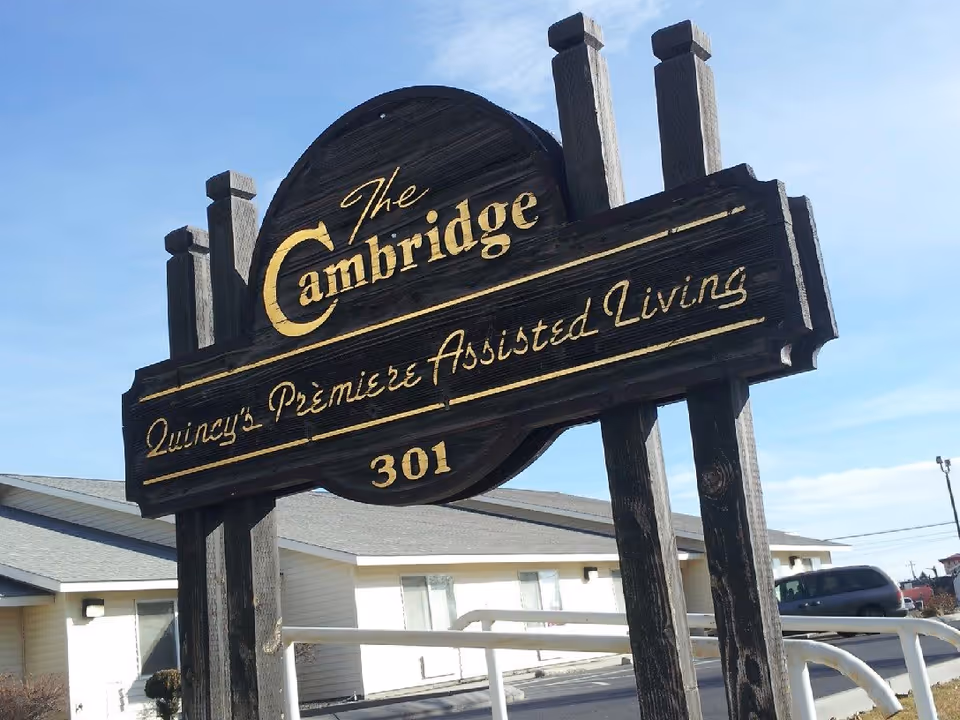 The
Cambridge
Quincy's Prèmiere Assisted Living
301